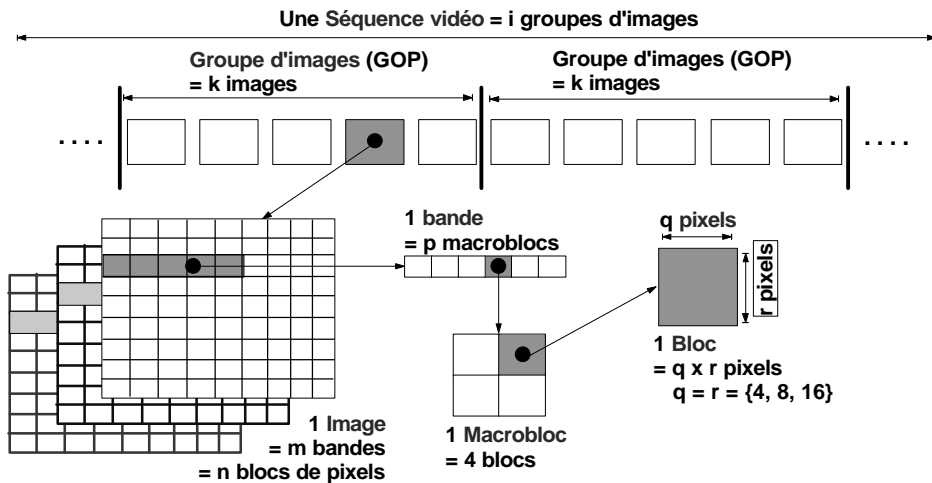 Une Séquence vidéo = i groupes d'images
Groupe d'images (GOP)
= k images
Groupe d'images (GOP)
= k images
. . . .
. . . .
1 bande
= p macroblocs
q pixels
r pixels
1 Bloc
= q x r pixels
q = r = {4, 8, 16}
1 Image
= m bandes
= n blocs de pixels
1 Macrobloc
= 4 blocs